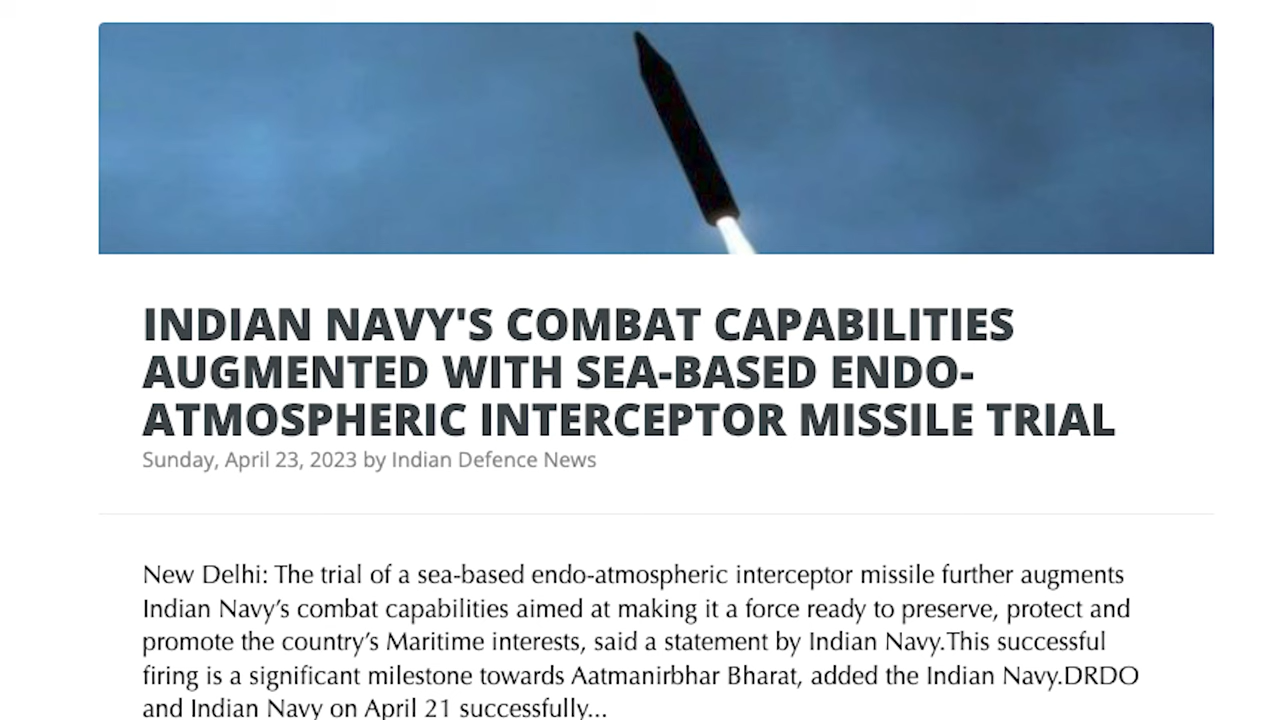 INDIAN NAVY'S COMBAT CAPABILITIES
AUGMENTED WITH SEA-BASED ENDO-
ATMOSPHERIC INTERCEPTOR MISSILE TRIAL
Sunday, April 23, 2023 by Indian Defence News
New Delhi: The trial of a sea-based endo-atmospheric interceptor missile further augments
Indian Navy’s combat capabilities aimed at making it a force ready to preserve, protect and
promote the country’s Maritime interests, said a statement by Indian Navy.This successful
firing is a significant milestone towards Aatmanirbhar Bharat, added the Indian Navy.DRDO
and Indian Navy on April 21 successfully...